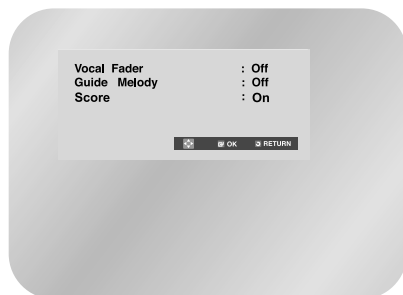 Vocal Fader : Off
Guide Melody : Off
Score : On
OK RETURN